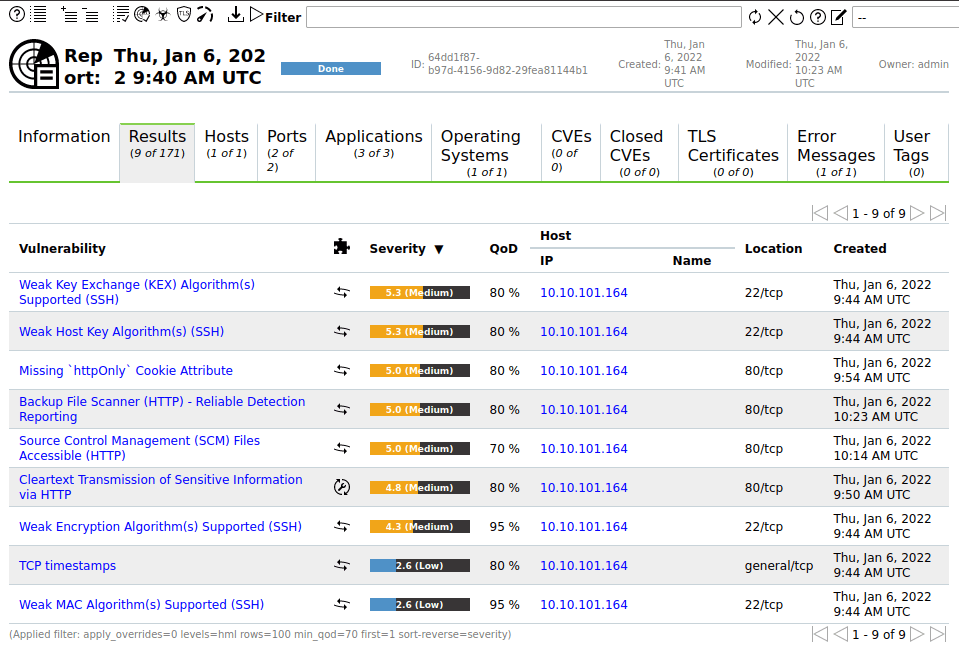 Filter
--
Rep Thu, Jan 6, 202
ort: 2 9:40 AM UTC
Done
ID: 64dd1f87-
b97d-4156-9d82-29fea81144b1
Created: Thu, Jan
6, 2022
9:41 AM
UTC
Modified: Thu, Jan 6,
2022
10:23 AM
UTC
Owner: admin
Information
Results
(9 of 171)
Hosts
(1 of 1)
Ports
(2 of
2)
Applications
(3 of 3)
Operating
Systems
(1 of 1)
CVEs
(0 of
0)
Closed
CVEs
(0 of 0)
TLS
Certificates
(0 of 0)
Error
Messages
(1 of 1)
User
Tags
(0)
1 - 9 of 9
Vulnerability Severity ▼ QoD Host Location Created
IP Name
Weak Key Exchange (KEX) Algorithm(s)
Supported (SSH)
5.3 (Medium) 80 % 10.10.101.164 22/tcp Thu, Jan 6, 2022
9:44 AM UTC
Weak Host Key Algorithm(s) (SSH) 5.3 (Medium) 80 % 10.10.101.164 22/tcp Thu, Jan 6, 2022
9:44 AM UTC
Missing `httpOnly` Cookie Attribute 5.0 (Medium) 80 % 10.10.101.164 80/tcp Thu, Jan 6, 2022
9:54 AM UTC
Backup File Scanner (HTTP) - Reliable Detection
Reporting
5.0 (Medium) 80 % 10.10.101.164 80/tcp Thu, Jan 6, 2022
10:23 AM UTC
Source Control Management (SCM) Files
Accessible (HTTP)
5.0 (Medium) 70 % 10.10.101.164 80/tcp Thu, Jan 6, 2022
10:14 AM UTC
Cleartext Transmission of Sensitive Information
via HTTP
4.8 (Medium) 80 % 10.10.101.164 80/tcp Thu, Jan 6, 2022
9:50 AM UTC
Weak Encryption Algorithm(s) Supported (SSH) 4.3 (Medium) 95 % 10.10.101.164 22/tcp Thu, Jan 6, 2022
9:44 AM UTC
TCP timestamps 2.6 (Low) 80 % 10.10.101.164 general/tcp Thu, Jan 6, 2022
9:44 AM UTC
Weak MAC Algorithm(s) Supported (SSH) 2.6 (Low) 95 % 10.10.101.164 22/tcp Thu, Jan 6, 2022
9:44 AM UTC
(Applied filter: apply_overrides=0 levels=hml rows=100 min_qod=70 first=1 sort-reverse=severity)
1 - 9 of 9